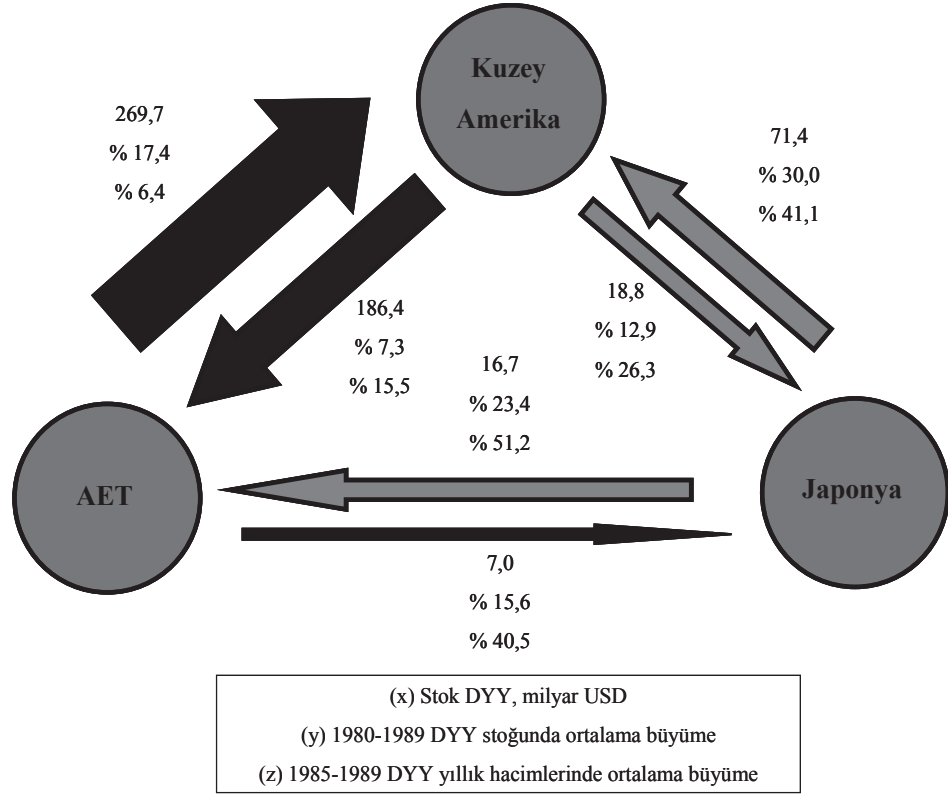 Kuzey
Amerika
269,7
% 17,4
% 6,4
71,4
% 30,0
% 41,1
186,4
% 7,3
% 15,5
18,8
% 12,9
% 26,3
16,7
% 23,4
% 51,2
AET
Japonya
7,0
% 15,6
% 40,5
(x) Stok DYY, milyar USD
(y) 1980-1989 DYY stoğunda ortalama büyüme
(z) 1985-1989 DYY yıllık hacimlerinde ortalama büyüme